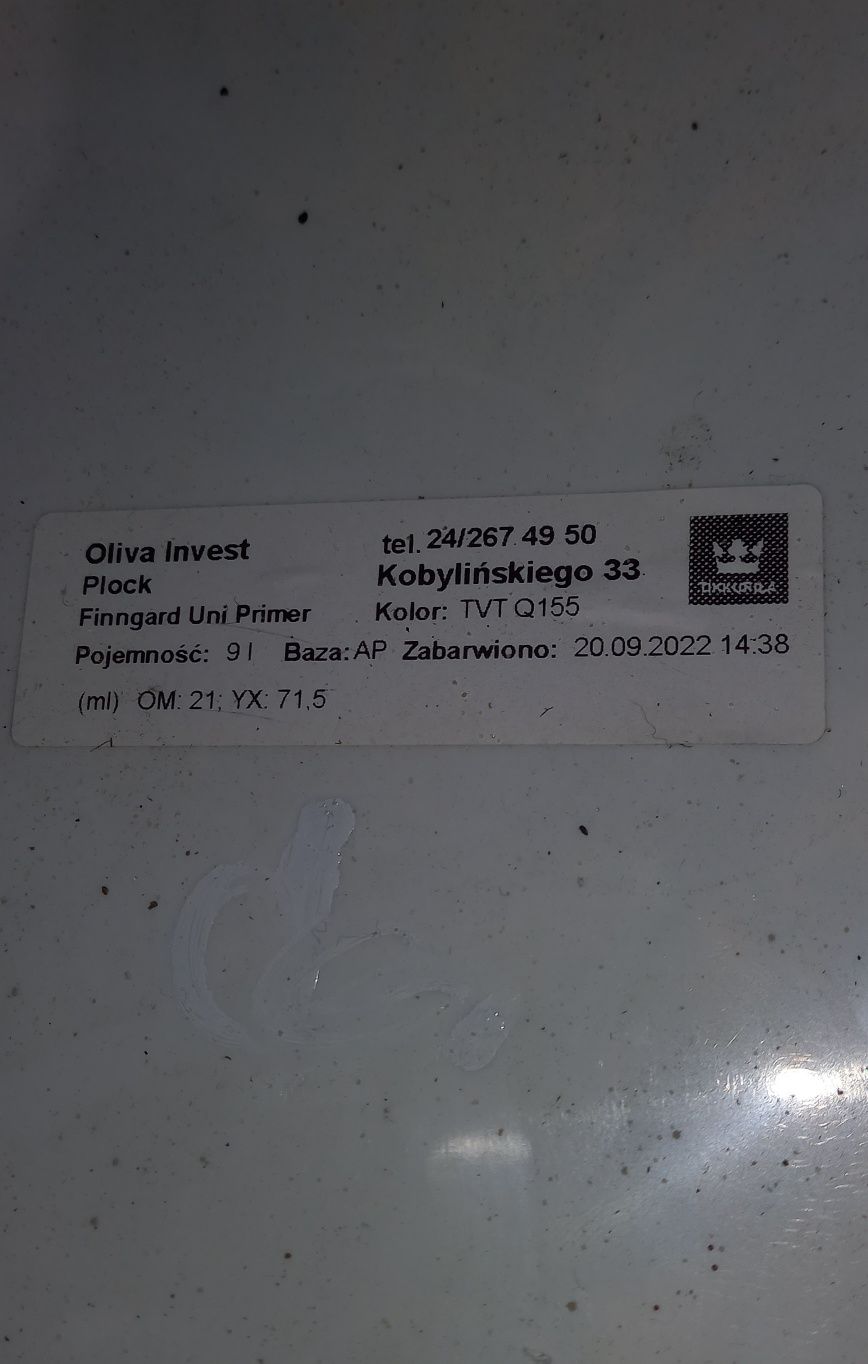 Oliva Invest tel. 24/267 49 50
Plock Kobylińskiego 33
TIKKURILA
Finngard Uni Primer Kolor: TVT Q155
Pojemność: 9 l Baza: AP Zabarwiono: 20.09.2022 14:38
(ml) OM: 21; YX: 71,5